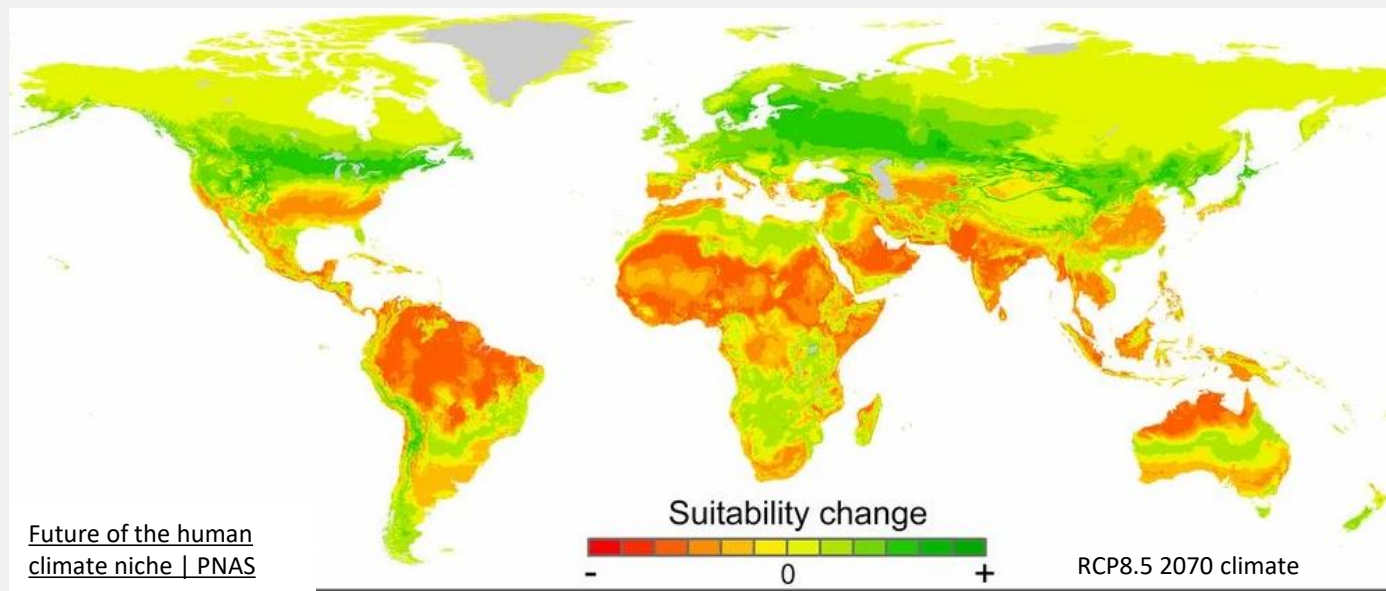 Suitability change
- 0 +
Future of the human
climate niche | PNAS
RCP8.5 2070 climate